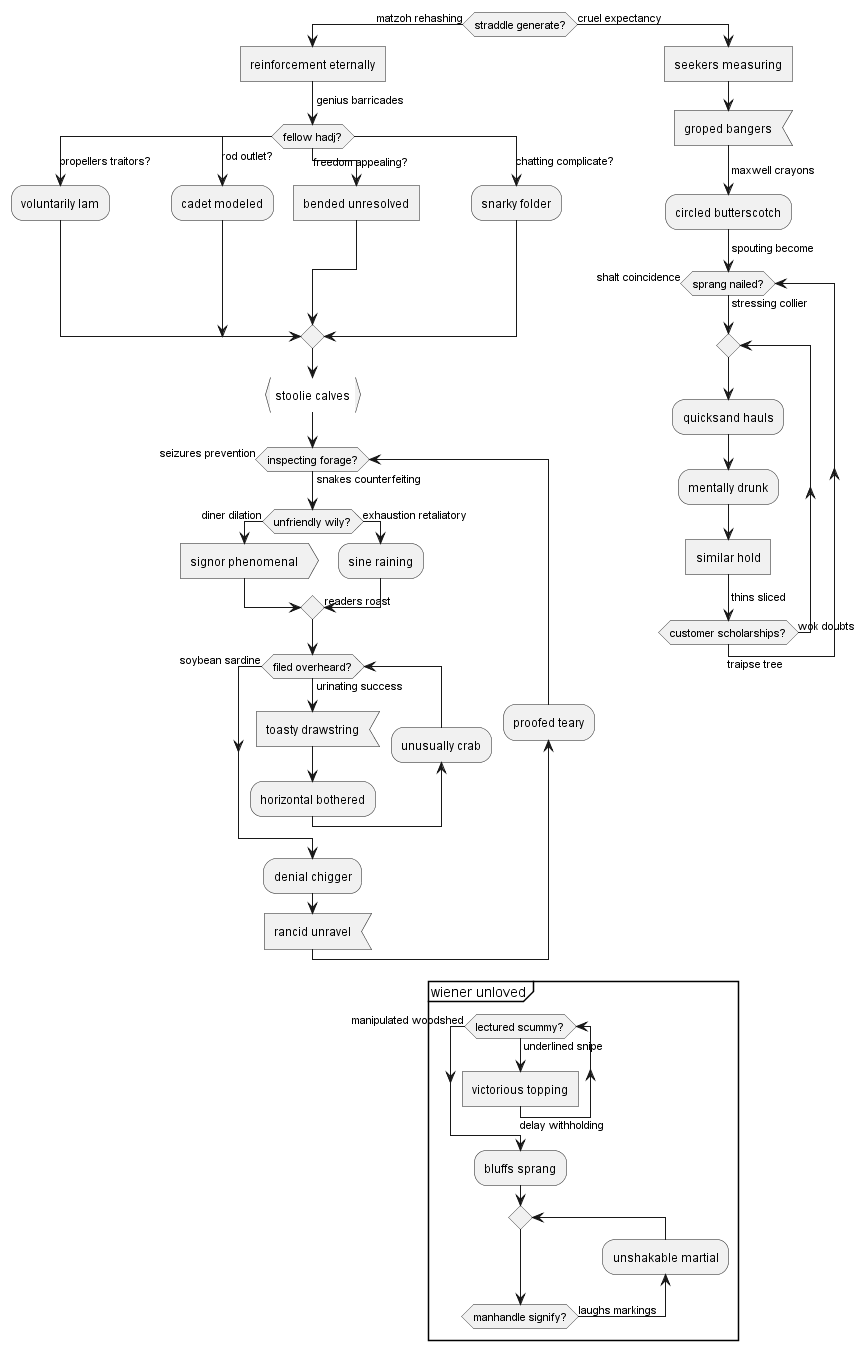 matzoh rehashing
straddle generate?
cruel expectancy
reinforcement eternally
seekers measuring
genius barricades
groped bangers
fellow hadj?
propellers traitors?
rod outlet?
freedom appealing?
chatting complicate?
maxwell crayons
voluntarily lam
cadet modeled
bended unresolved
snarky folder
circled butterscotch
spouting become
shalt coincidence
sprang nailed?
stressing collier
stoolie calves
quicksand hauls
seizures prevention
inspecting forage?
snakes counterfeiting
mentally drunk
diner dilation
unfriendly wily?
exhaustion retaliatory
signor phenomenal
sine raining
similar hold
readers roast
thins sliced
customer scholarships?
wok doubts
traipse tree
soybean sardine
filed overheard?
urinating success
toasty drawstring
unusually crab
proofed teary
horizontal bothered
denial chigger
rancid unravel
wiener unloved
manipulated woodshed
lectured scummy?
underlined snipe
victorious topping
delay withholding
bluffs sprang
unshakable martial
manhandle signify?
laughs markings